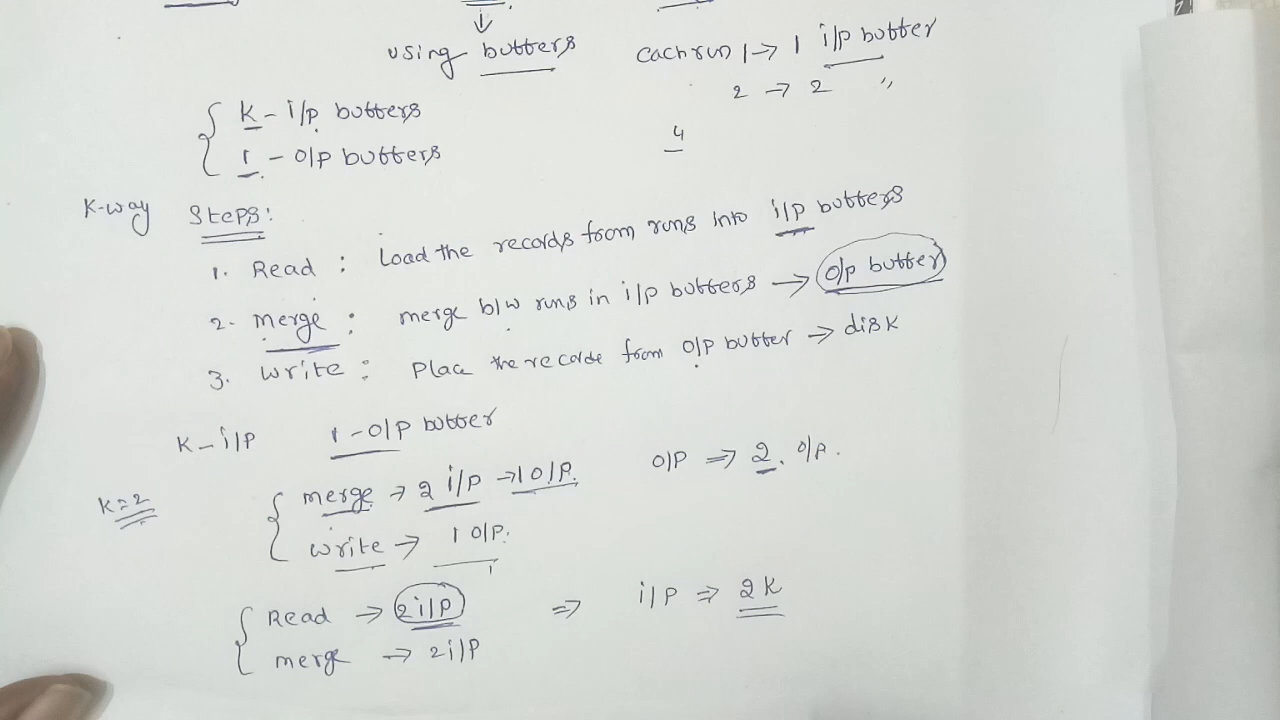 using buffers
each run 1 → 1 i/p buffer
2 → 2 "
K - i/p buffers
1 - o/p buffers
4
K-way Steps:
1. Read : Load the records from runs into i/p buffers
2. Merge : merge b/w runs in i/p buffers → o/p buffer
3. Write : Place the records from o/p buffer → disk
K - i/p 1 - o/p buffer
K=2
merge → 2 i/p → 1 o/p. o/p ⇒ 2. o/p.
write → 1 o/p.
Read → 2 i/p ⇒ i/p ⇒ 2K
merge → 2 i/p